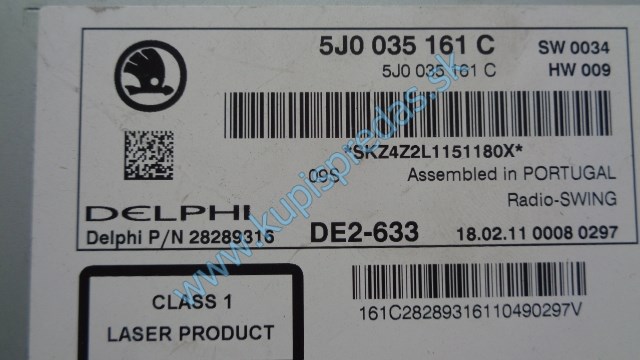 5J0 035 161 C SW 0034
5J0 035 161 C HW 009
*SKZ4Z2L1151180X*
09S Assembled in PORTUGAL
Radio-SWING
DELPHI
Delphi P/N 28289316 DE2-633 18.02.11 0008 0297
CLASS 1
LASER PRODUCT
161C28289316110490297V
www.kupispredas.sk